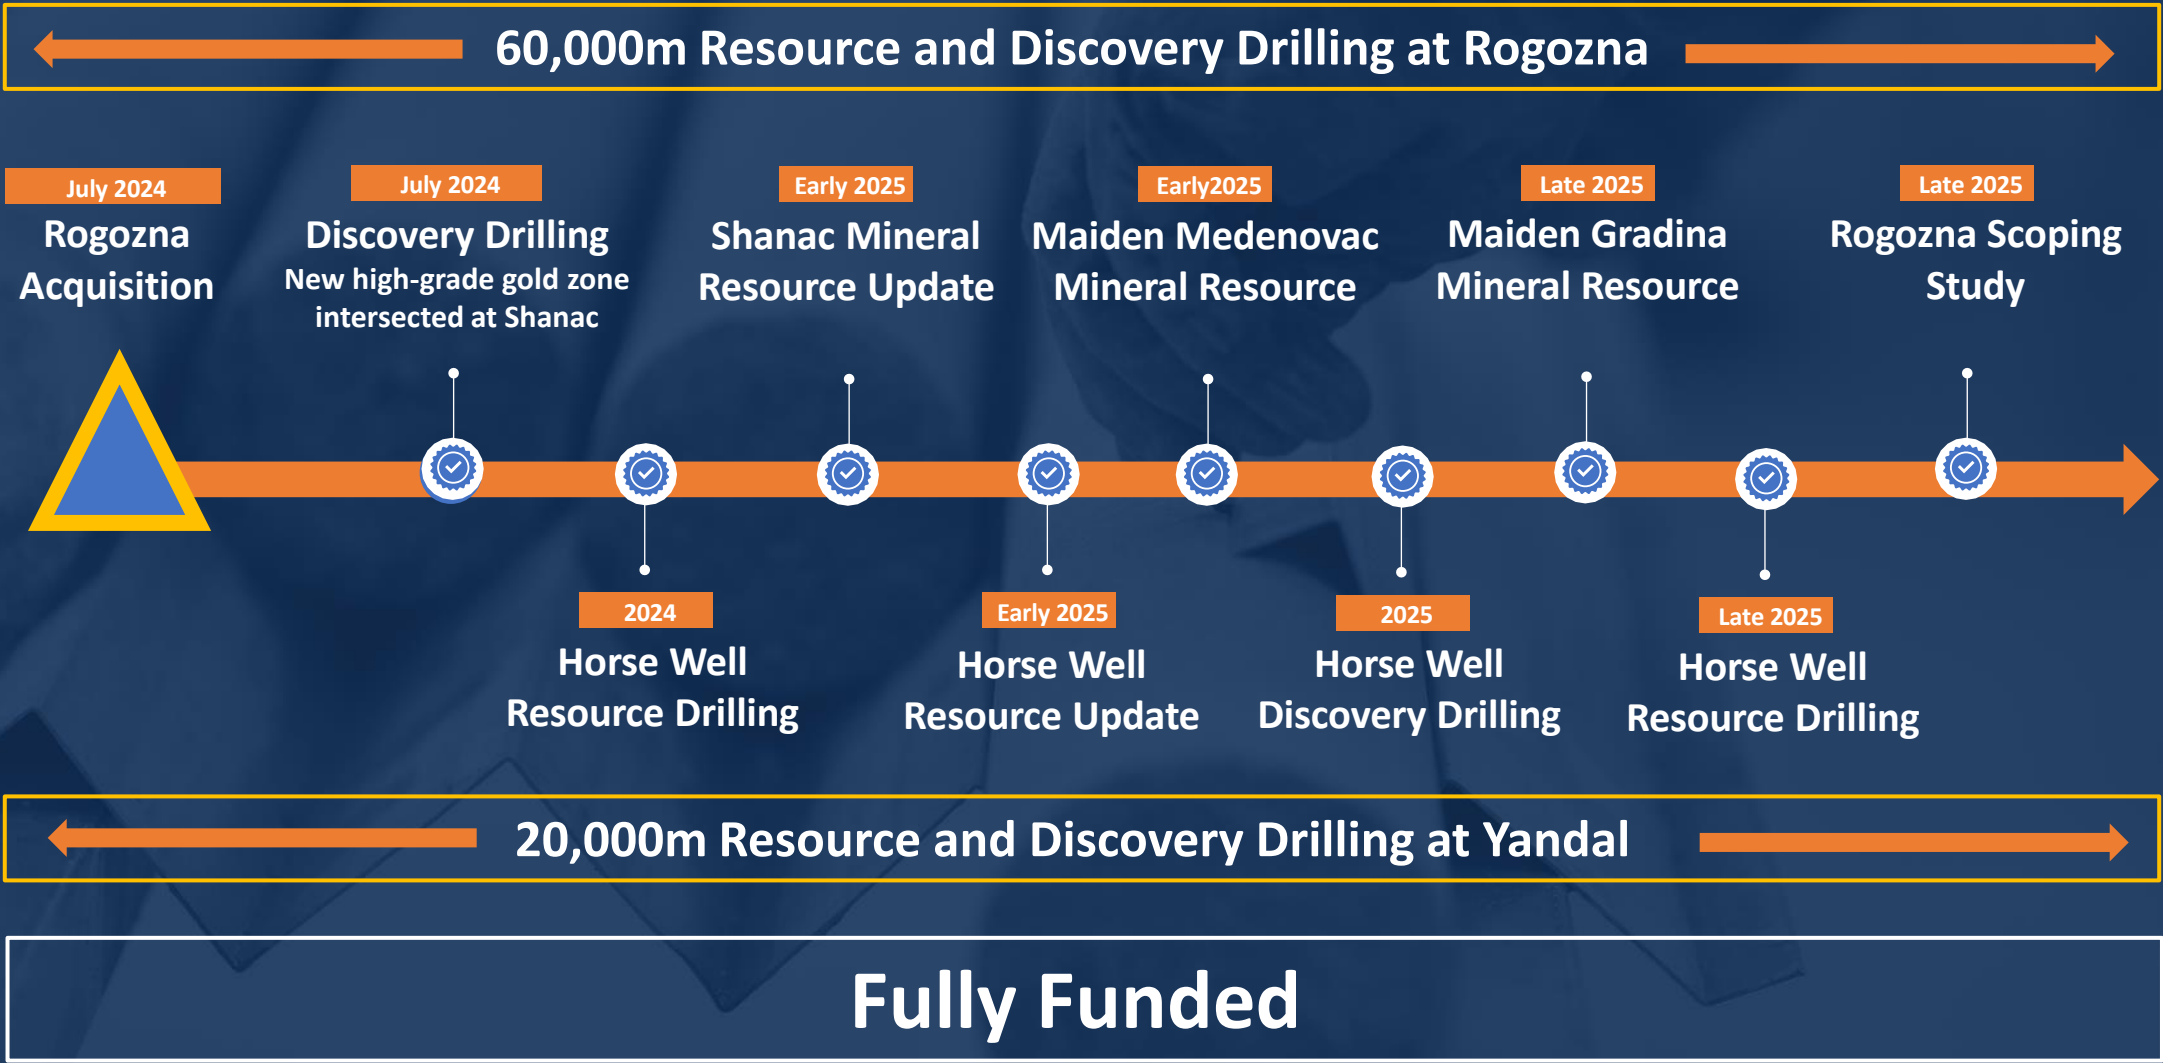 60,000m Resource and Discovery Drilling at Rogozna
July 2024
Rogozna
Acquisition
July 2024
Discovery Drilling
New high-grade gold zone
intersected at Shanac
Early 2025
Shanac Mineral
Resource Update
Early2025
Maiden Medenovac
Mineral Resource
Late 2025
Maiden Gradina
Mineral Resource
Late 2025
Rogozna Scoping
Study
2024
Horse Well
Resource Drilling
Early 2025
Horse Well
Resource Update
2025
Horse Well
Discovery Drilling
Late 2025
Horse Well
Resource Drilling
20,000m Resource and Discovery Drilling at Yandal
Fully Funded